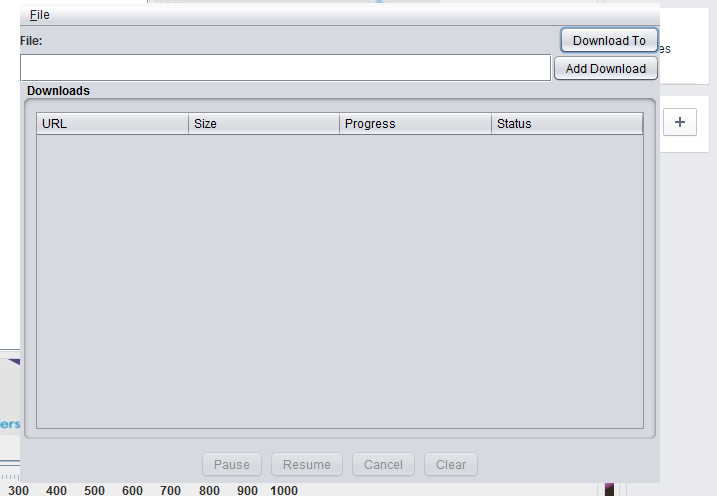 File
File:
Download To
es
Add Download
Downloads
URL Size Progress Status
+
ers
Pause Resume Cancel Clear
300 400 500 600 700 800 900 1000